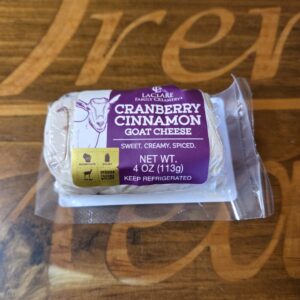 LACLARE
FAMILY CREAMERY
CRANBERRY
CINNAMON
GOAT CHEESE
SWEET. CREAMY. SPICED.
NET WT.
4 OZ (113g)
KEEP REFRIGERATED